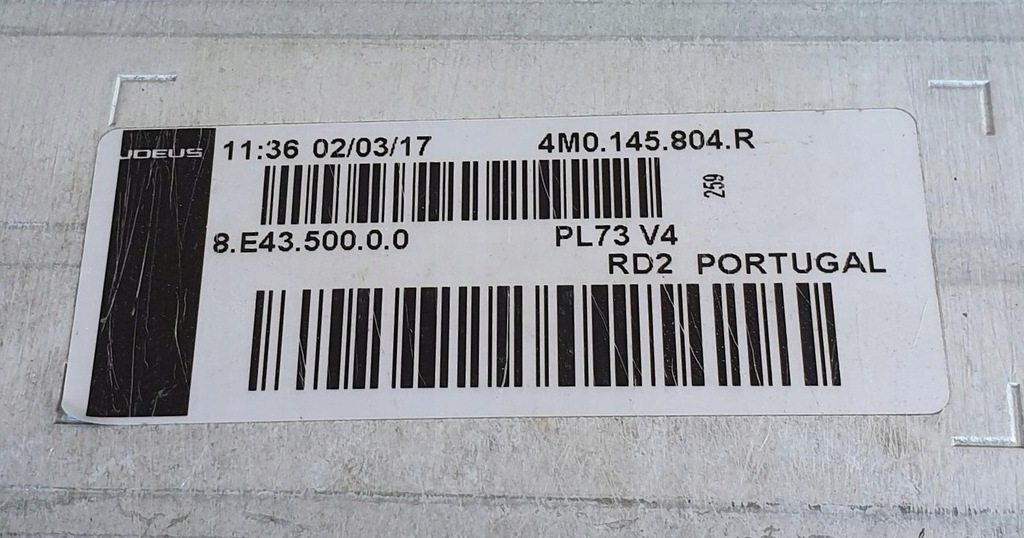 JDEUS 11:36 02/03/17 4M0.145.804.R
259
8.E43.500.0.0 PL73 V4
RD2 PORTUGAL